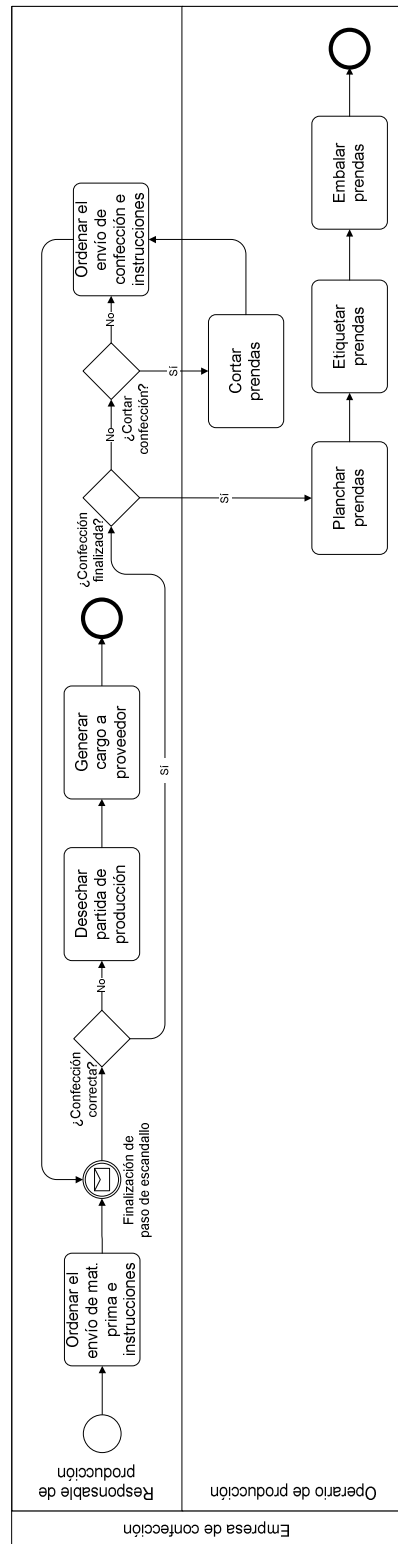 Empresa de confección
Responsable de
producción
Operario de producción
Ordenar el
envío de mat.
prima e
instrucciones
Finalización de
paso de escandallo
¿Confección
correcta?
No
Sí
Desechar
partida de
producción
Generar
cargo a
proveedor
¿Confección
finalizada?
No
Sí
¿Cortar
confección?
No
Sí
Ordenar el
envío de
confección e
instrucciones
Cortar
prendas
Planchar
prendas
Etiquetar
prendas
Embalar
prendas